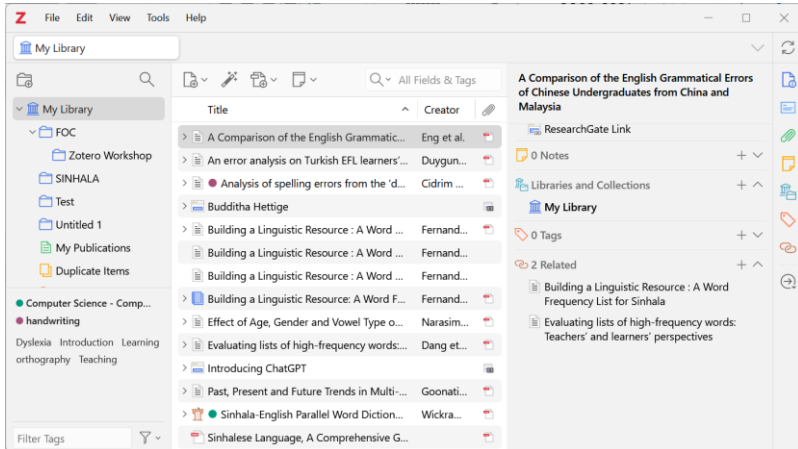 Z File Edit View Tools Help
My Library
All Fields & Tags
My Library
FOC
Zotero Workshop
SINHALA
Test
Untitled 1
My Publications
Duplicate Items
Computer Science - Comp...
handwriting
Dyslexia Introduction Learning
orthography Teaching
Filter Tags
Title Creator
A Comparison of the English Grammatic... Eng et al.
An error analysis on Turkish EFL learners'... Duygun...
Analysis of spelling errors from the 'd... Cidrim ...
Budditha Hettige
Building a Linguistic Resource : A Word ... Fernand...
Building a Linguistic Resource : A Word ... Fernand...
Building a Linguistic Resource : A Word ... Fernand...
Building a Linguistic Resource: A Word F... Fernand...
Effect of Age, Gender and Vowel Type o... Narasim...
Evaluating lists of high-frequency words:... Dang et...
Introducing ChatGPT
Past, Present and Future Trends in Multi-... Goonati...
Sinhala-English Parallel Word Diction... Wickra...
Sinhalese Language, A Comprehensive G...
A Comparison of the English Grammatical Errors
of Chinese Undergraduates from China and
Malaysia
ResearchGate Link
0 Notes
Libraries and Collections
My Library
0 Tags
2 Related
Building a Linguistic Resource : A Word
Frequency List for Sinhala
Evaluating lists of high-frequency words:
Teachers' and learners' perspectives